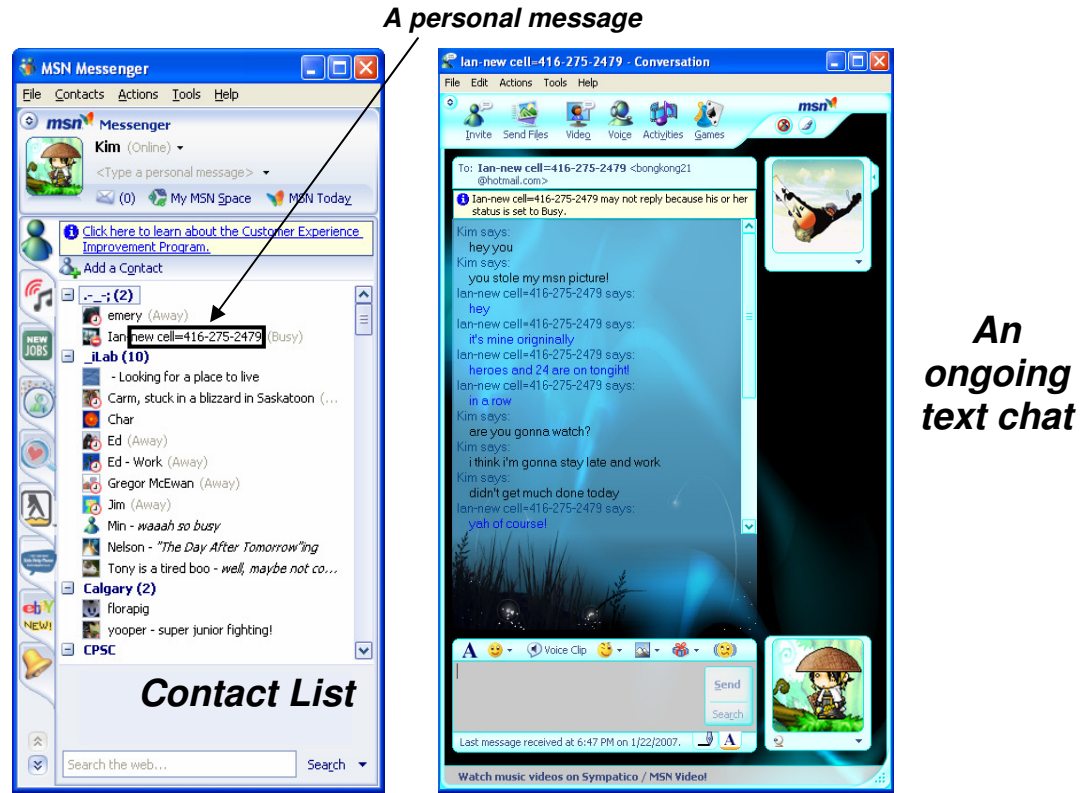 A personal message
MSN Messenger
File Contacts Actions Tools Help
msn Messenger
Kim (Online)
<Type a personal message>
(0) My MSN Space MSN Today
Click here to learn about the Customer Experience
Improvement Program.
Add a Contact
.-_-; (2)
emery (Away)
Ian-new cell=416-275-2479 (Busy)
_iLab (10)
- Looking for a place to live
Carm, stuck in a blizzard in Saskatoon (...
Char
Ed (Away)
Ed - Work (Away)
Gregor McEwan (Away)
Jim (Away)
Min - waaah so busy
Nelson - "The Day After Tomorrow"ing
Tony is a tired boo - well, maybe not co...
Calgary (2)
florapig
yooper - super junior fighting!
CPSC
NEW
JOBS
ebY
NEW!
Contact List
Search the web...
Search
Ian-new cell=416-275-2479 - Conversation
File Edit Actions Tools Help
Invite Send Files Video Voice Activities Games
msn
To: Ian-new cell=416-275-2479 <bongkong21
@hotmail.com>
Ian-new cell=416-275-2479 may not reply because his or her
status is set to Busy.
Kim says:
hey you
Kim says:
you stole my msn picture!
Ian-new cell=416-275-2479 says:
hey
Ian-new cell=416-275-2479 says:
it's mine origninally
Ian-new cell=416-275-2479 says:
heroes and 24 are on tongiht!
Ian-new cell=416-275-2479 says:
in a row
Kim says:
are you gonna watch?
Kim says:
i think i'm gonna stay late and work
Kim says:
didn't get much done today
Ian-new cell=416-275-2479 says:
yah of course!
A Voice Clip
Send
Search
Last message received at 6:47 PM on 1/22/2007.
A
Watch music videos on Sympatico / MSN Video!
An
ongoing
text chat